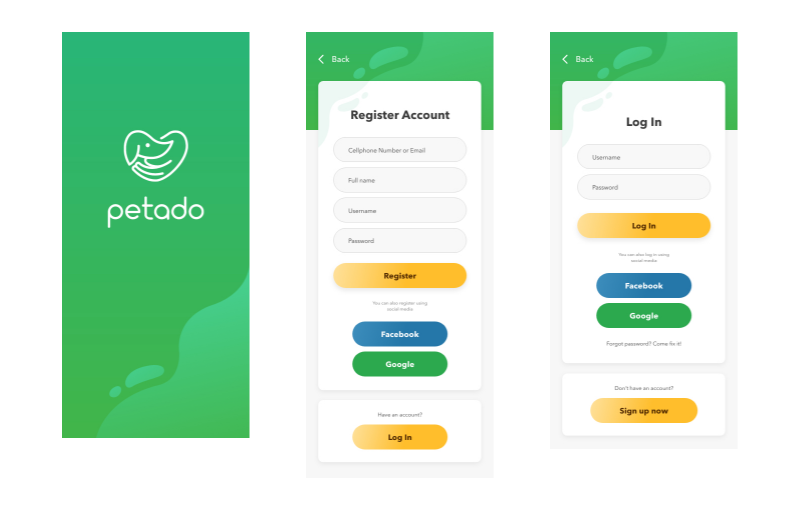 petado
Back
Register Account
Cellphone Number or Email
Full name
Username
Password
Register
You can also register using
social media
Facebook
Google
Have an account?
Log In
Back
Log In
Username
Password
Log In
You can also log in using
social media
Facebook
Google
Forgot password? Come fix it!
Don't have an account?
Sign up now